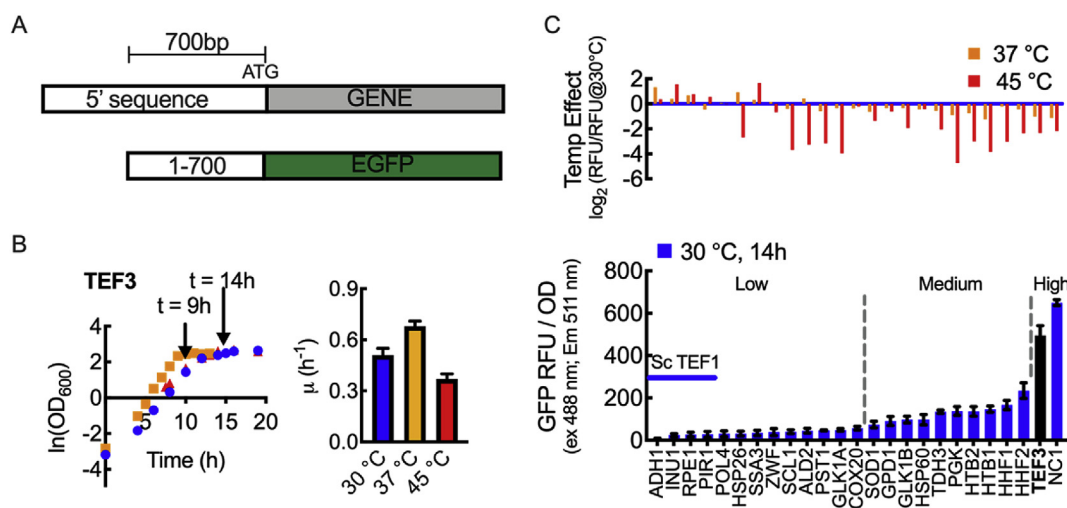 A
700bp
ATG
5' sequence
GENE
1-700
EGFP
B
TEF3
t = 14h
t = 9h
ln(OD600)
4
2
0
-2
-4
5
10
15
20
Time (h)
μ (h-1)
0.9
0.6
0.3
0.0
30 °C
37 °C
45 °C
C
37 °C
45 °C
Temp Effect
log2 (RFU/RFU@30°C)
2
0
-2
-4
-6
30 °C, 14h
GFP RFU / OD
(ex 488 nm; Em 511 nm)
800
600
400
200
0
Low
Medium
High
Sc TEF1
ADH1
INU1
RPE1
PIR1
POL4
HSP26
SSA3
ZWF
SCL1
ALD2
PST1
GLK1A
COX20
SOD1
GPD1
GLK1B
HSP60
TDH3
PGK
HTB2
HTB1
HHF1
HHF2
TEF3
NC1